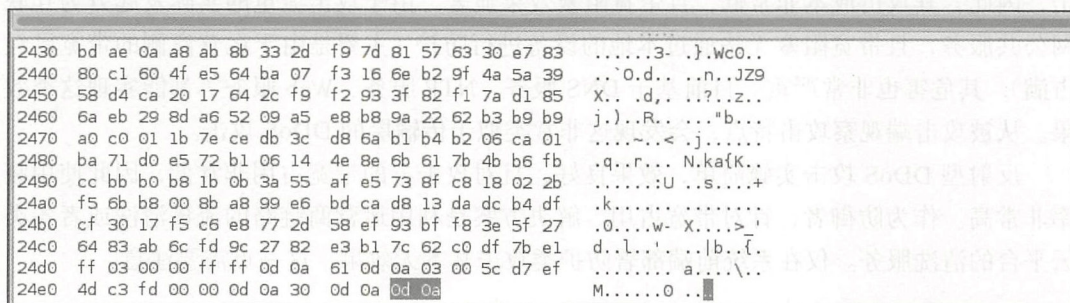 2430 bd ae 0a d8 ab 8b 33 2d f9 7d 81 57 63 30 e7 83 ......3- .}.Wc0..
2440 80 c1 60 4f e5 64 ba 07 f3 16 6e b2 9f 4a 5a 39 ..`O.d.. ..n..JZ9
2450 58 d4 ca 20 17 64 2c f9 f2 93 3f 82 f1 7a d1 85 X.. .d,. ..?..z..
2460 6a eb 29 8d a6 52 09 a5 e8 b8 9a 22 62 b3 b9 b9 j.)..R.. ..."b...
2470 a0 c0 01 1b 7e ce db 3c d8 6a b1 b4 b2 06 ca 01 ....~..< .j......
2480 ba 71 d0 e5 72 b1 06 14 4e 8e 6b 61 7b 4b b6 fb .q..r... N.ka{K..
2490 cc bb b0 b8 1b 0b 3a 55 af e5 73 8f c8 18 02 2b ......:U ..s....+
24a0 f5 6b b8 00 8b a8 99 e6 bd ca d8 13 da dc b4 df .k...... ........
24b0 cf 30 17 f5 c6 e8 77 2d 58 ef 93 bf f8 3e 5f 27 .0....w- X....>_'
24c0 64 83 ab 6c fd 9c 27 82 e3 b1 7c 62 c0 df 7b e1 d..l..'. ..|b..{.
24d0 ff 03 00 00 ff ff 0d 0a 61 0d 0a 03 00 5c d7 ef ........ a....\..
24e0 4d c3 fd 00 00 0d 0a 30 0d 0a 0d 0a M......0 ....